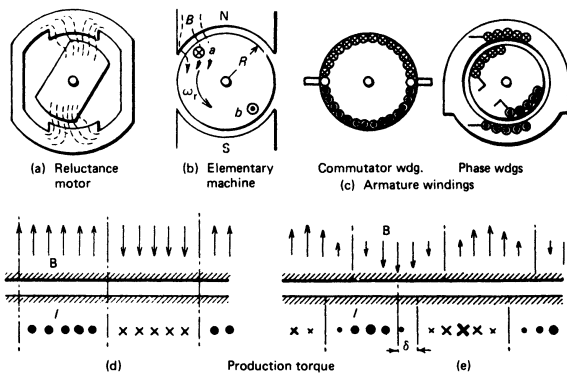 B
N
a
R
ωr
b
S
(a) Reluctance
motor
(b) Elementary
machine
Commutator wdg.
Phase wdgs
(c) Armature windings
B
B
I
I
δ
(d)
Production torque
(e)